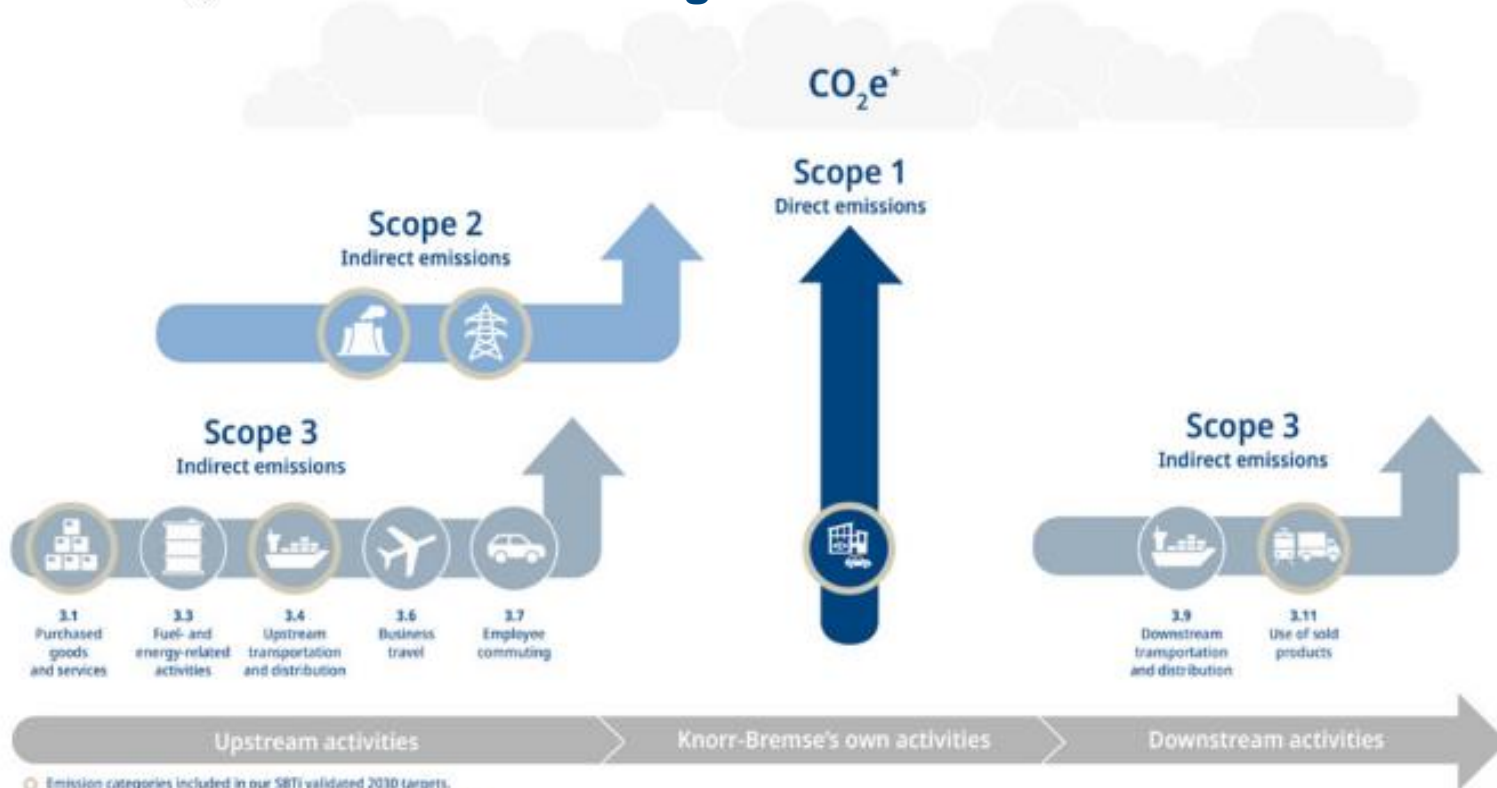 CO₂e*
Scope 1
Direct emissions
Scope 2
Indirect emissions
Scope 3
Indirect emissions
Scope 3
Indirect emissions
3.1
Purchased
goods
and services
3.3
Fuel- and
energy-related
activities
3.4
Upstream
transportation
and distribution
3.6
Business
travel
3.7
Employee
commuting
3.9
Downstream
transportation
and distribution
3.11
Use of sold
products
Upstream activities
Knorr-Bremse's own activities
Downstream activities
Emission categories included in our SBTi validated 2030 targets.